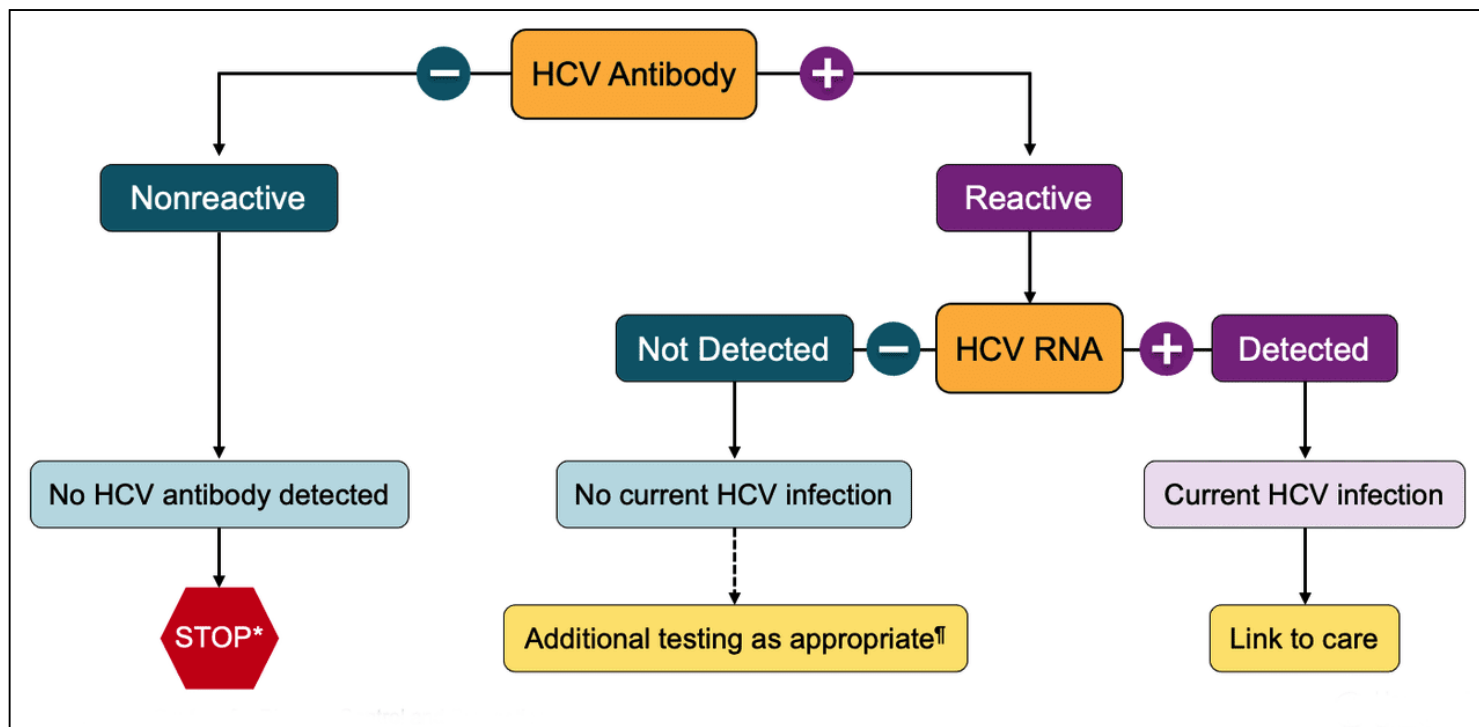 HCV Antibody
−
+
Nonreactive
Reactive
Not Detected
−
HCV RNA
+
Detected
No HCV antibody detected
No current HCV infection
Current HCV infection
STOP*
Additional testing as appropriate¶
Link to care